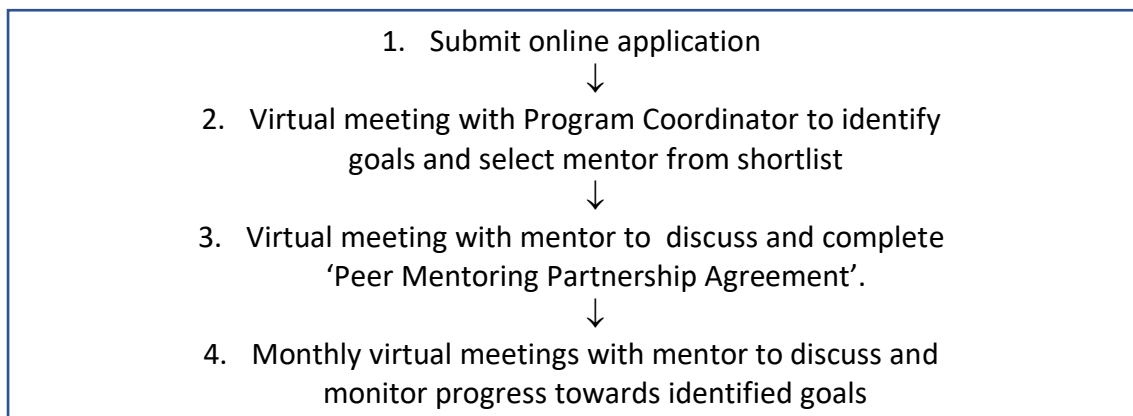 1. Submit online application
↓
2. Virtual meeting with Program Coordinator to identify
goals and select mentor from shortlist
↓
3. Virtual meeting with mentor to  discuss and complete
‘Peer Mentoring Partnership Agreement’.
↓
4. Monthly virtual meetings with mentor to discuss and
monitor progress towards identified goals